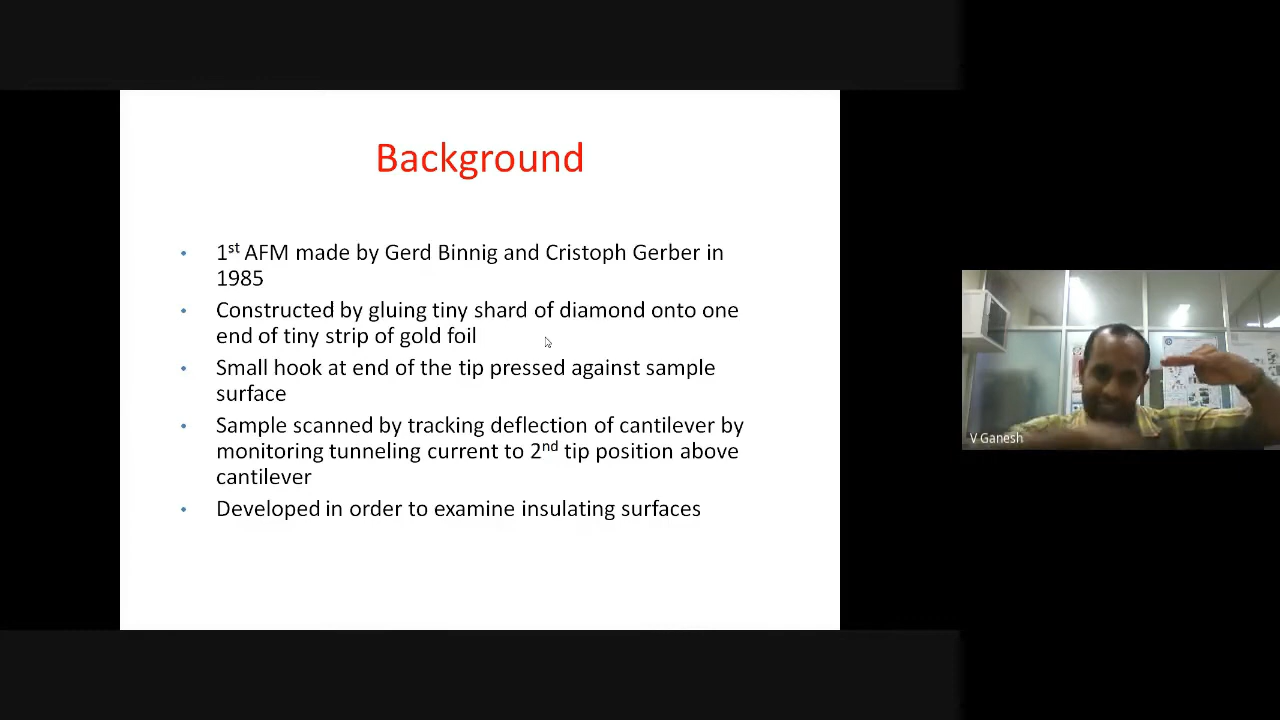 Background
• 1st AFM made by Gerd Binnig and Cristoph Gerber in
1985
• Constructed by gluing tiny shard of diamond onto one
end of tiny strip of gold foil
• Small hook at end of the tip pressed against sample
surface
• Sample scanned by tracking deflection of cantilever by
monitoring tunneling current to 2nd tip position above
cantilever
• Developed in order to examine insulating surfaces
V Ganesh